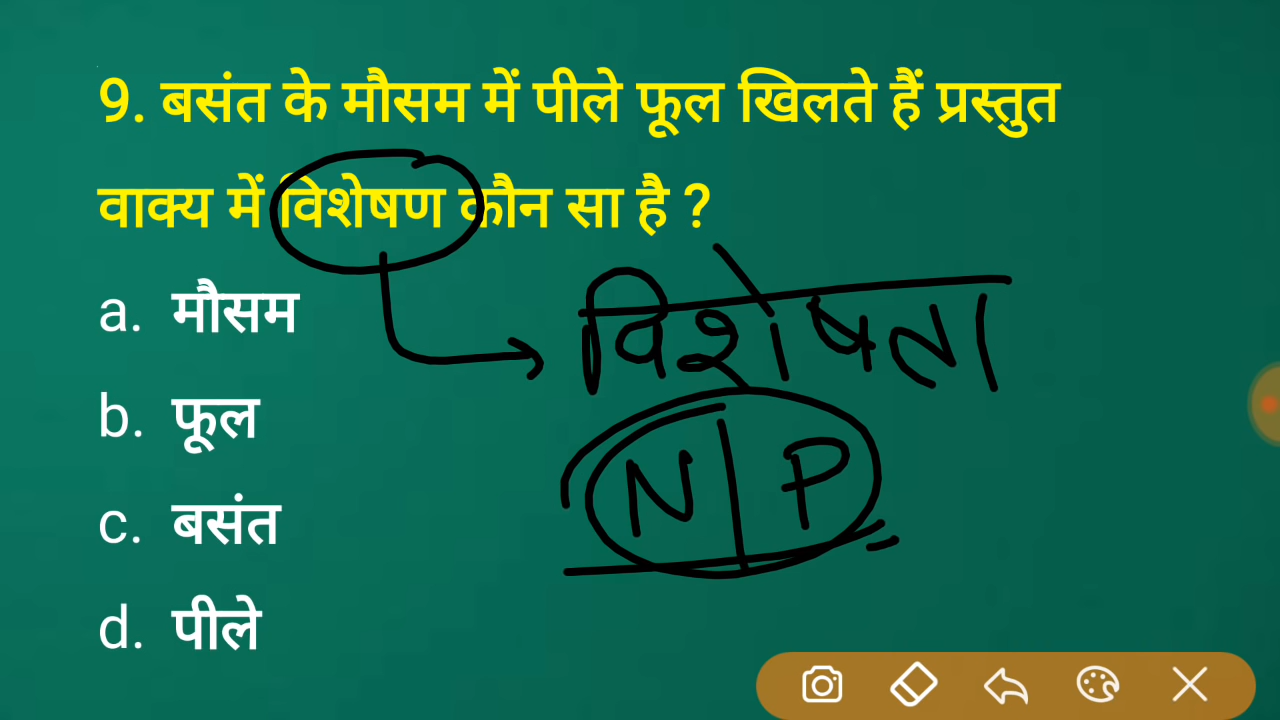 9. बसंत के मौसम में पीले फूल खिलते हैं प्रस्तुत
वाक्य में विशेषण कौन सा है ?
विशेषता
N | P
a. मौसम
b. फूल
c. बसंत
d. पीले